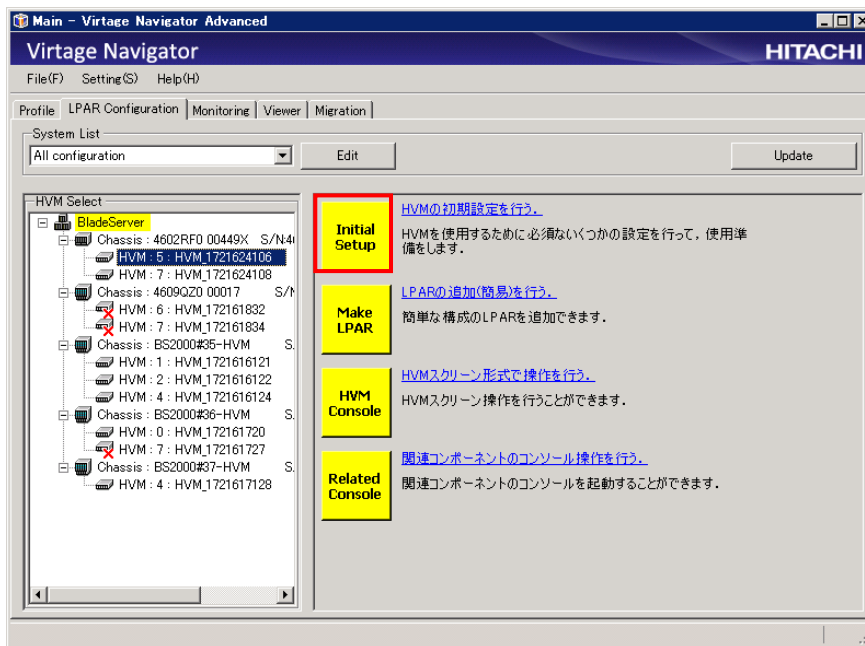 Main - Virtage Navigator Advanced
Virtage Navigator
HITACHI
File(F) Setting(S) Help(H)
Profile LPAR Configuration Monitoring Viewer Migration
System List
All configuration Edit Update
HVM Select
BladeServer
Chassis : 4602RF0 00449X S/N:4
HVM : 5 : HVM_1721624106
HVM : 7 : HVM_1721624108
Chassis : 4609QZ0 00017 S/N
HVM : 6 : HVM_172161832
HVM : 7 : HVM_172161834
Chassis : BS2000#35-HVM S.
HVM : 1 : HVM_1721616121
HVM : 2 : HVM_1721616122
HVM : 4 : HVM_1721616124
Chassis : BS2000#36-HVM S.
HVM : 0 : HVM_172161720
HVM : 7 : HVM_172161727
Chassis : BS2000#37-HVM S.
HVM : 4 : HVM_1721617128
Initial
Setup
HVMの初期設定を行う.
HVMを使用するために必須ないくつかの設定を行って,使用準
備をします.
Make
LPAR
LPARの追加(簡易)を行う.
簡単な構成のLPARを追加できます.
HVM
Console
HVMスクリーン形式で操作を行う.
HVMスクリーン操作を行うことができます.
Related
Console
関連コンポーネントのコンソール操作を行う.
関連コンポーネントのコンソールを起動することができます.